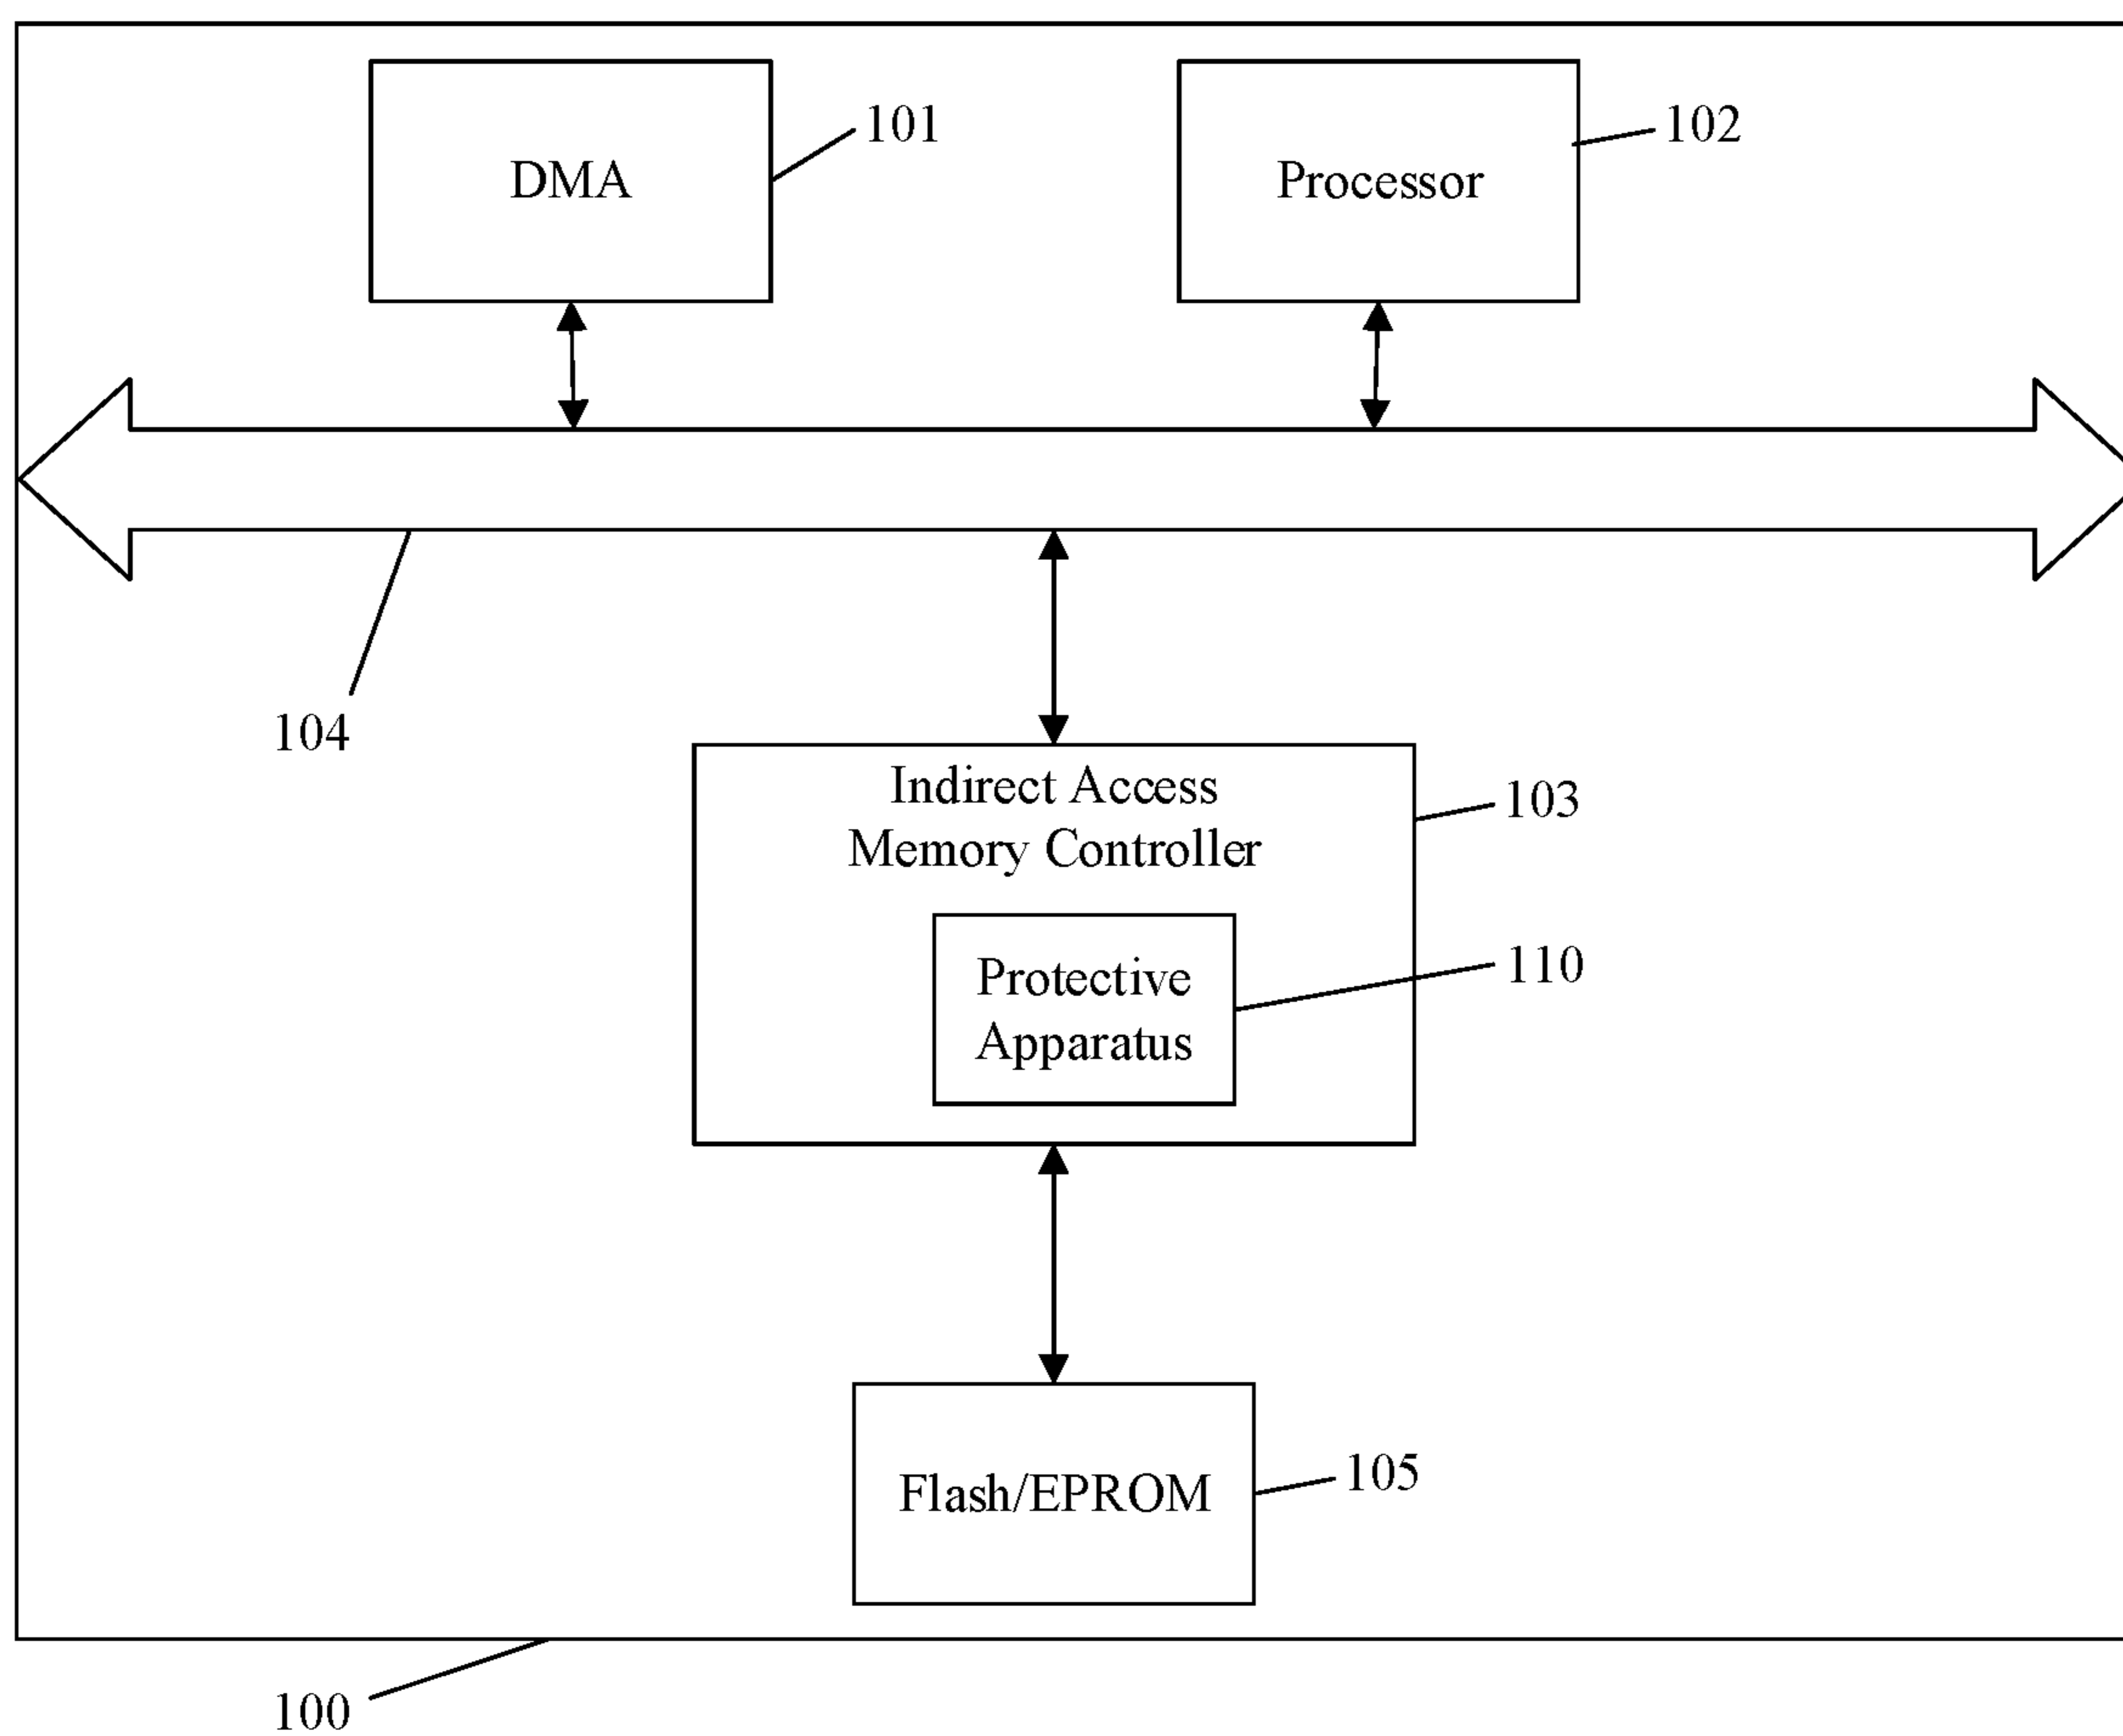 DMA
101
Processor
102
104
Indirect Access
Memory Controller
103
Protective
Apparatus
110
Flash/EPROM
105
100